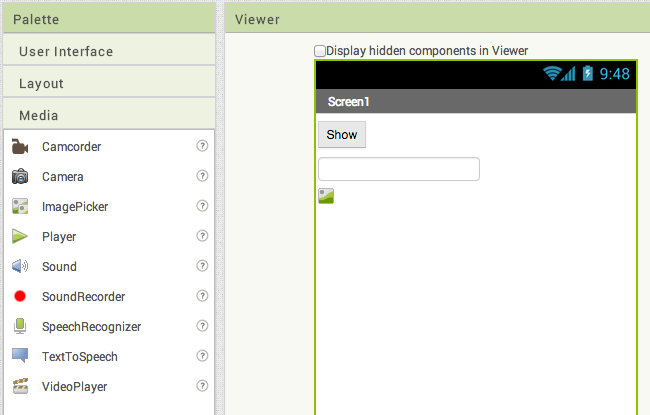 Palette
User Interface
Layout
Media
Camcorder
Camera
ImagePicker
Player
Sound
SoundRecorder
SpeechRecognizer
TextToSpeech
VideoPlayer
Viewer
Display hidden components in Viewer
9:48
Screen1
Show